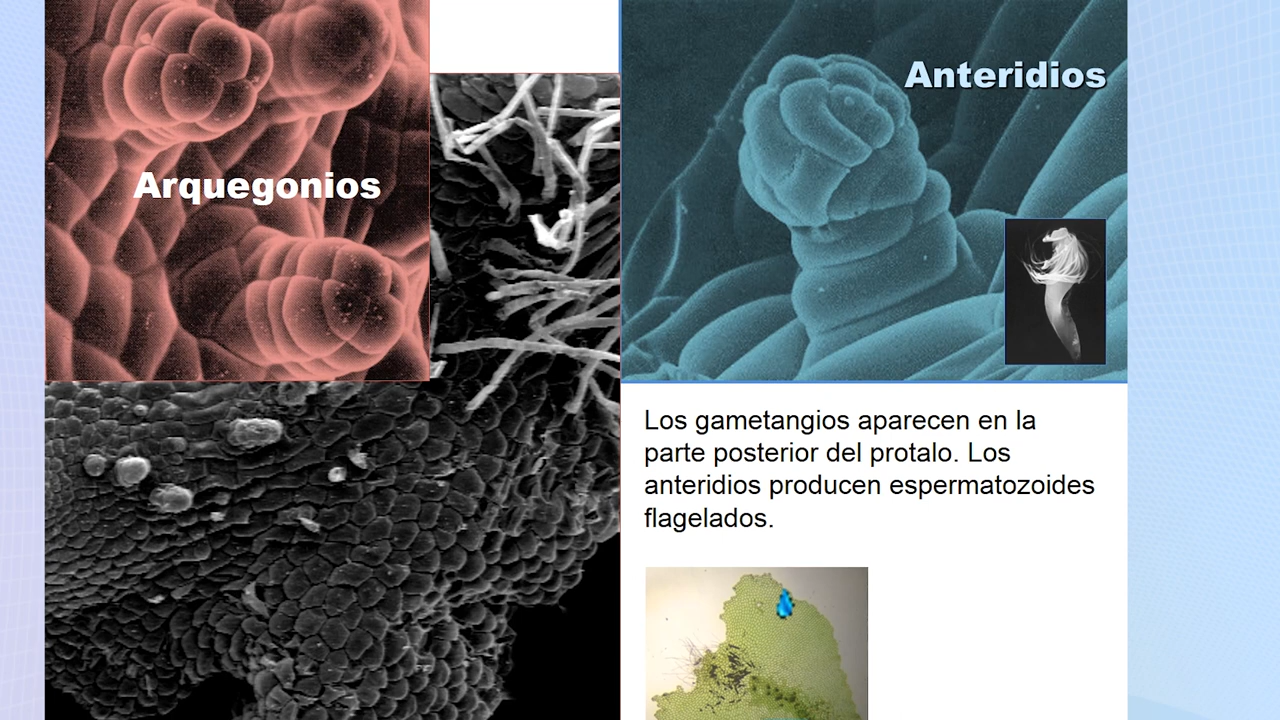 Arquegonios
Anteridios
Los gametangios aparecen en la
parte posterior del protalo. Los
anteridios producen espermatozoides
flagelados.